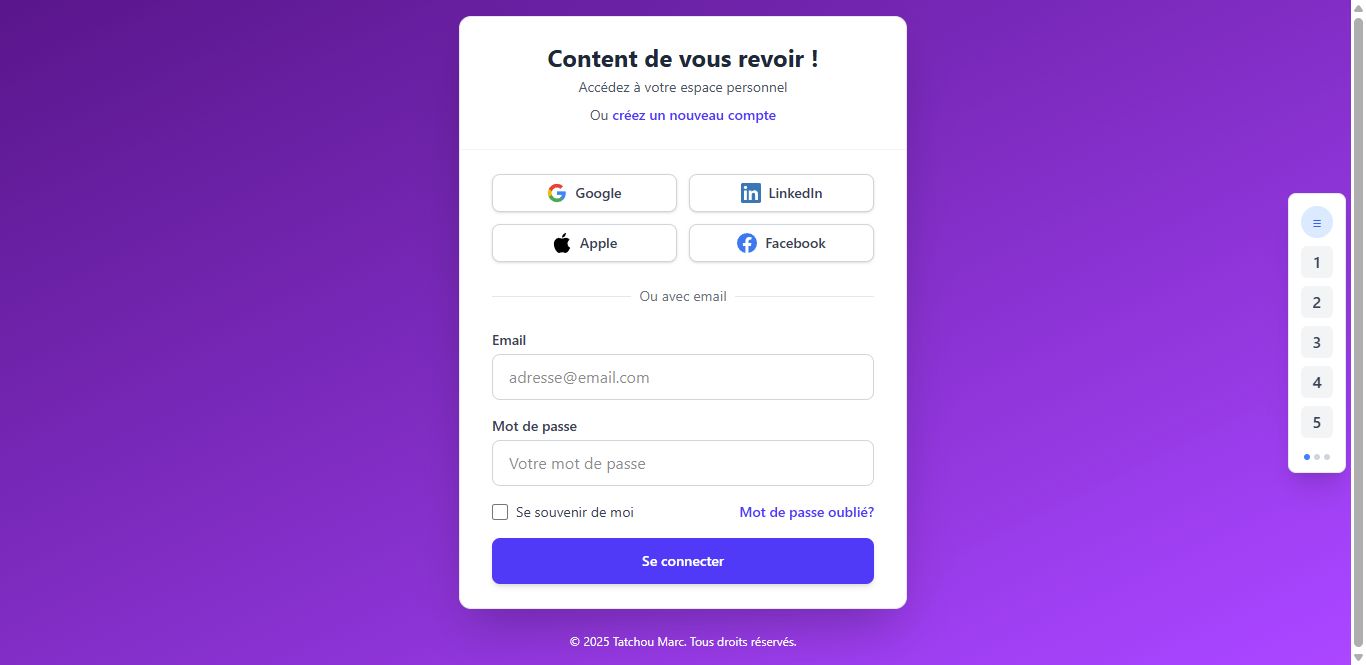 Content de vous revoir !
Accédez à votre espace personnel
Ou créez un nouveau compte
Google
LinkedIn
Apple
Facebook
Ou avec email
Email
adresse@email.com
Mot de passe
Votre mot de passe
Se souvenir de moi
Mot de passe oublié?
Se connecter
© 2025 Tatchou Marc. Tous droits réservés.
1
2
3
4
5